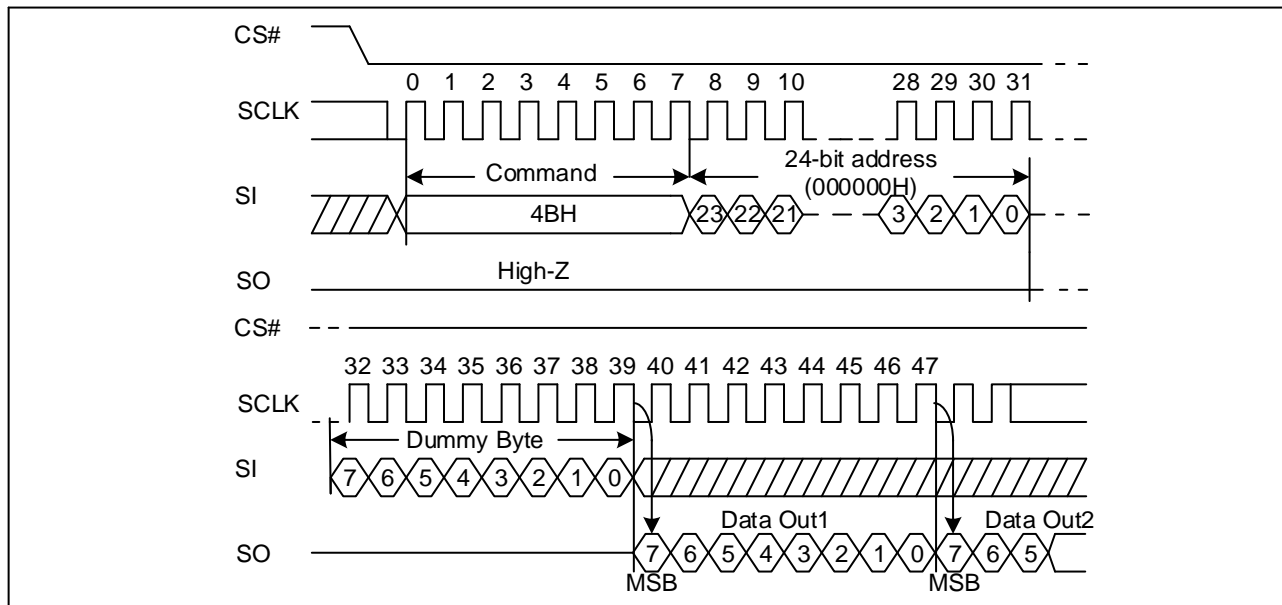 CS#
0 1 2 3 4 5 6 7 8 9 10 28 29 30 31
SCLK
Command
24-bit address
(000000H)
SI
4BH
23 22 21 3 2 1 0
High-Z
SO
CS#
32 33 34 35 36 37 38 39 40 41 42 43 44 45 46 47
SCLK
Dummy Byte
SI
7 6 5 4 3 2 1 0
Data Out1 Data Out2
SO
7 6 5 4 3 2 1 0 7 6 5
MSB MSB